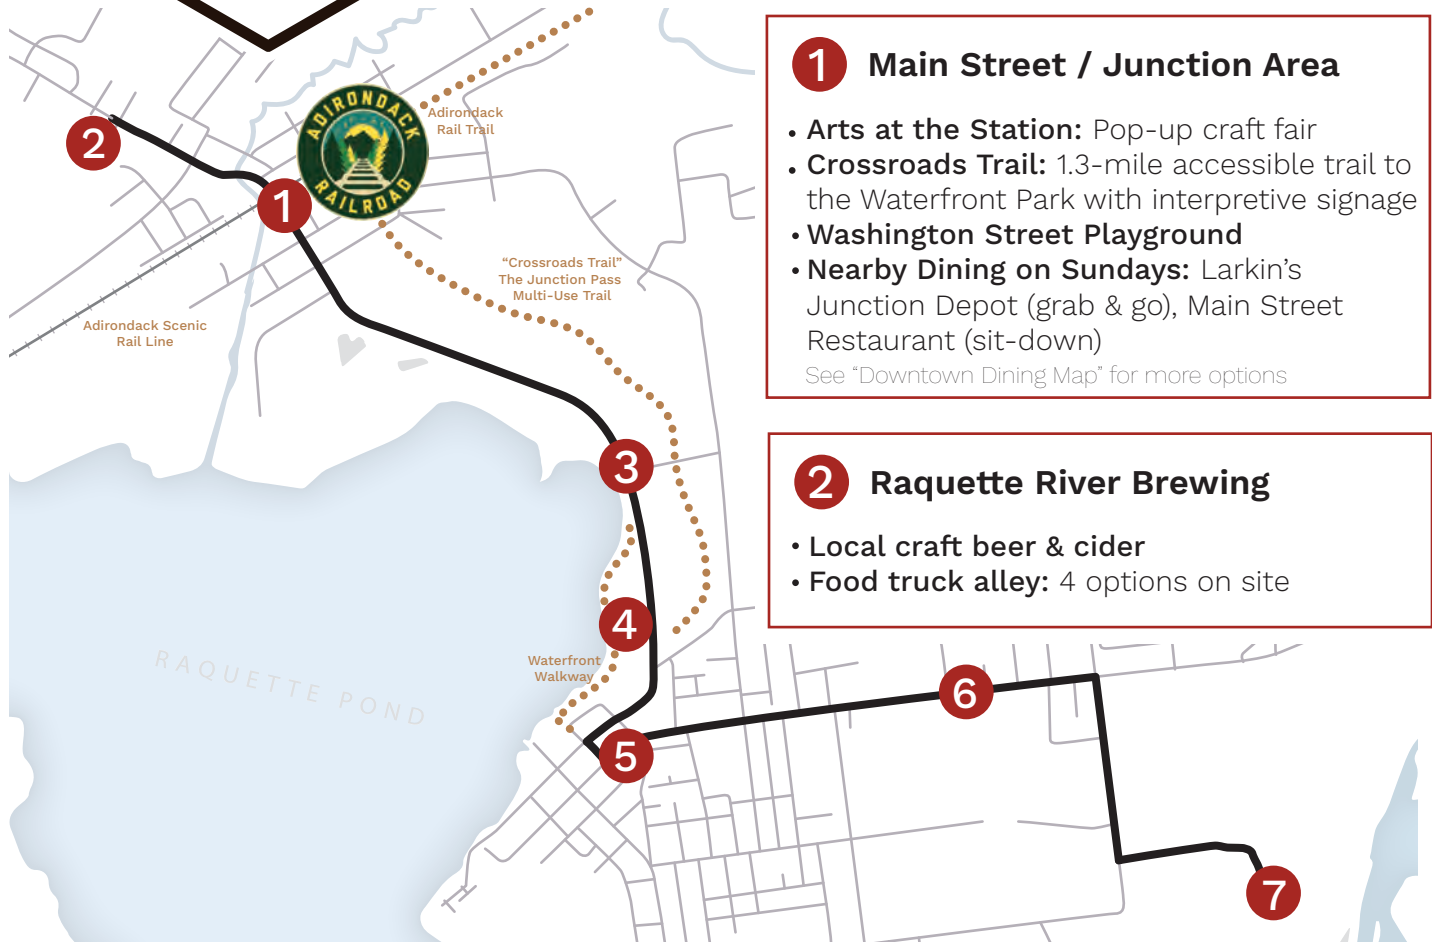 ADIRONDACK
RAILROAD
Adirondack
Rail Trail
2
1
"Crossroads Trail"
The Junction Pass
Multi-Use Trail
Adirondack Scenic
Rail Line
3
4
Waterfront
Walkway
RAQUETTE POND
5
6
7
1 Main Street / Junction Area
• Arts at the Station: Pop-up craft fair
• Crossroads Trail: 1.3-mile accessible trail to
the Waterfront Park with interpretive signage
• Washington Street Playground
• Nearby Dining on Sundays: Larkin's
Junction Depot (grab & go), Main Street
Restaurant (sit-down)
See "Downtown Dining Map" for more options
2 Raquette River Brewing
• Local craft beer & cider
• Food truck alley: 4 options on site